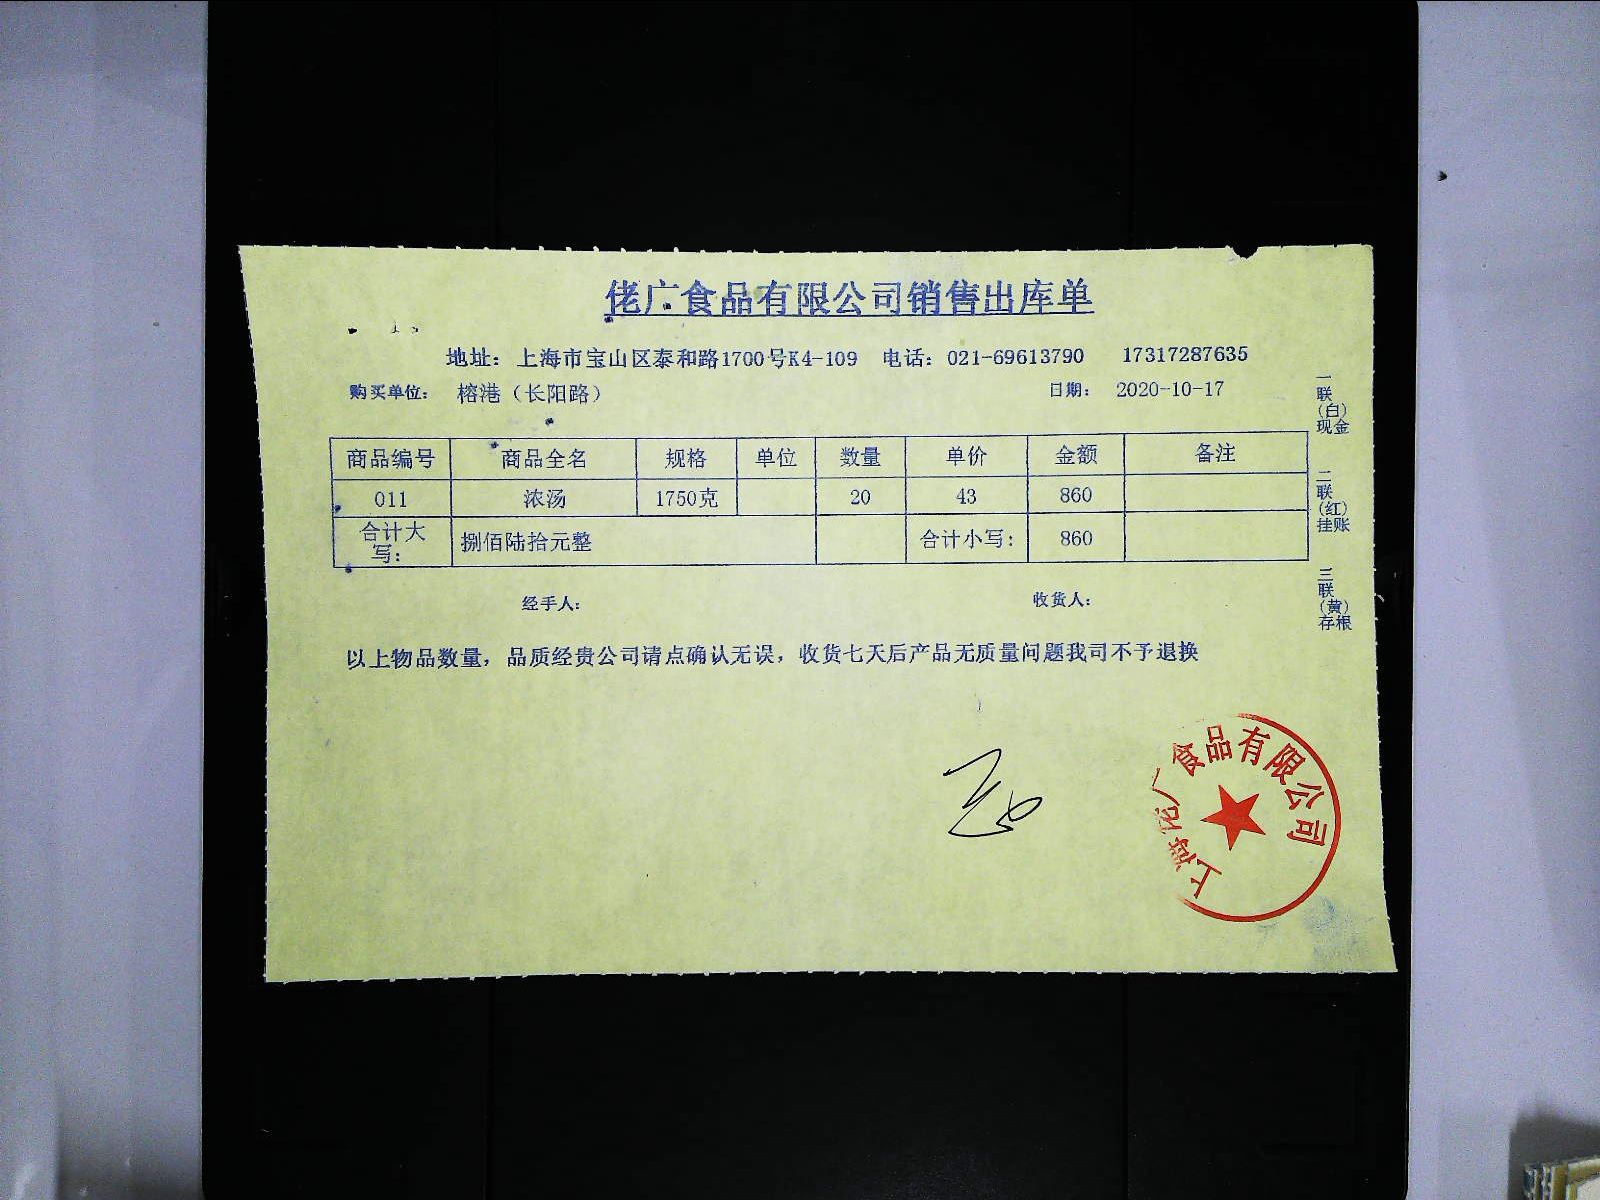 佬广食品有限公司销售出库单
地址：上海市宝山区泰和路1700号K4-109 电话：021-69613790 17317287635
购买单位： 榕港（长阳路） 日期： 2020-10-17
商品编号 商品全名 规格 单位 数量 单价 金额 备注
011 浓汤 1750克 20 43 860
合计大写： 捌佰陆拾元整 合计小写： 860
经手人： 收货人：
以上物品数量，品质经贵公司请点确认无误，收货七天后产品无质量问题我司不予退换
一联（白）现金
二联（红）挂账
三联（黄）存根
上海佬广食品有限公司